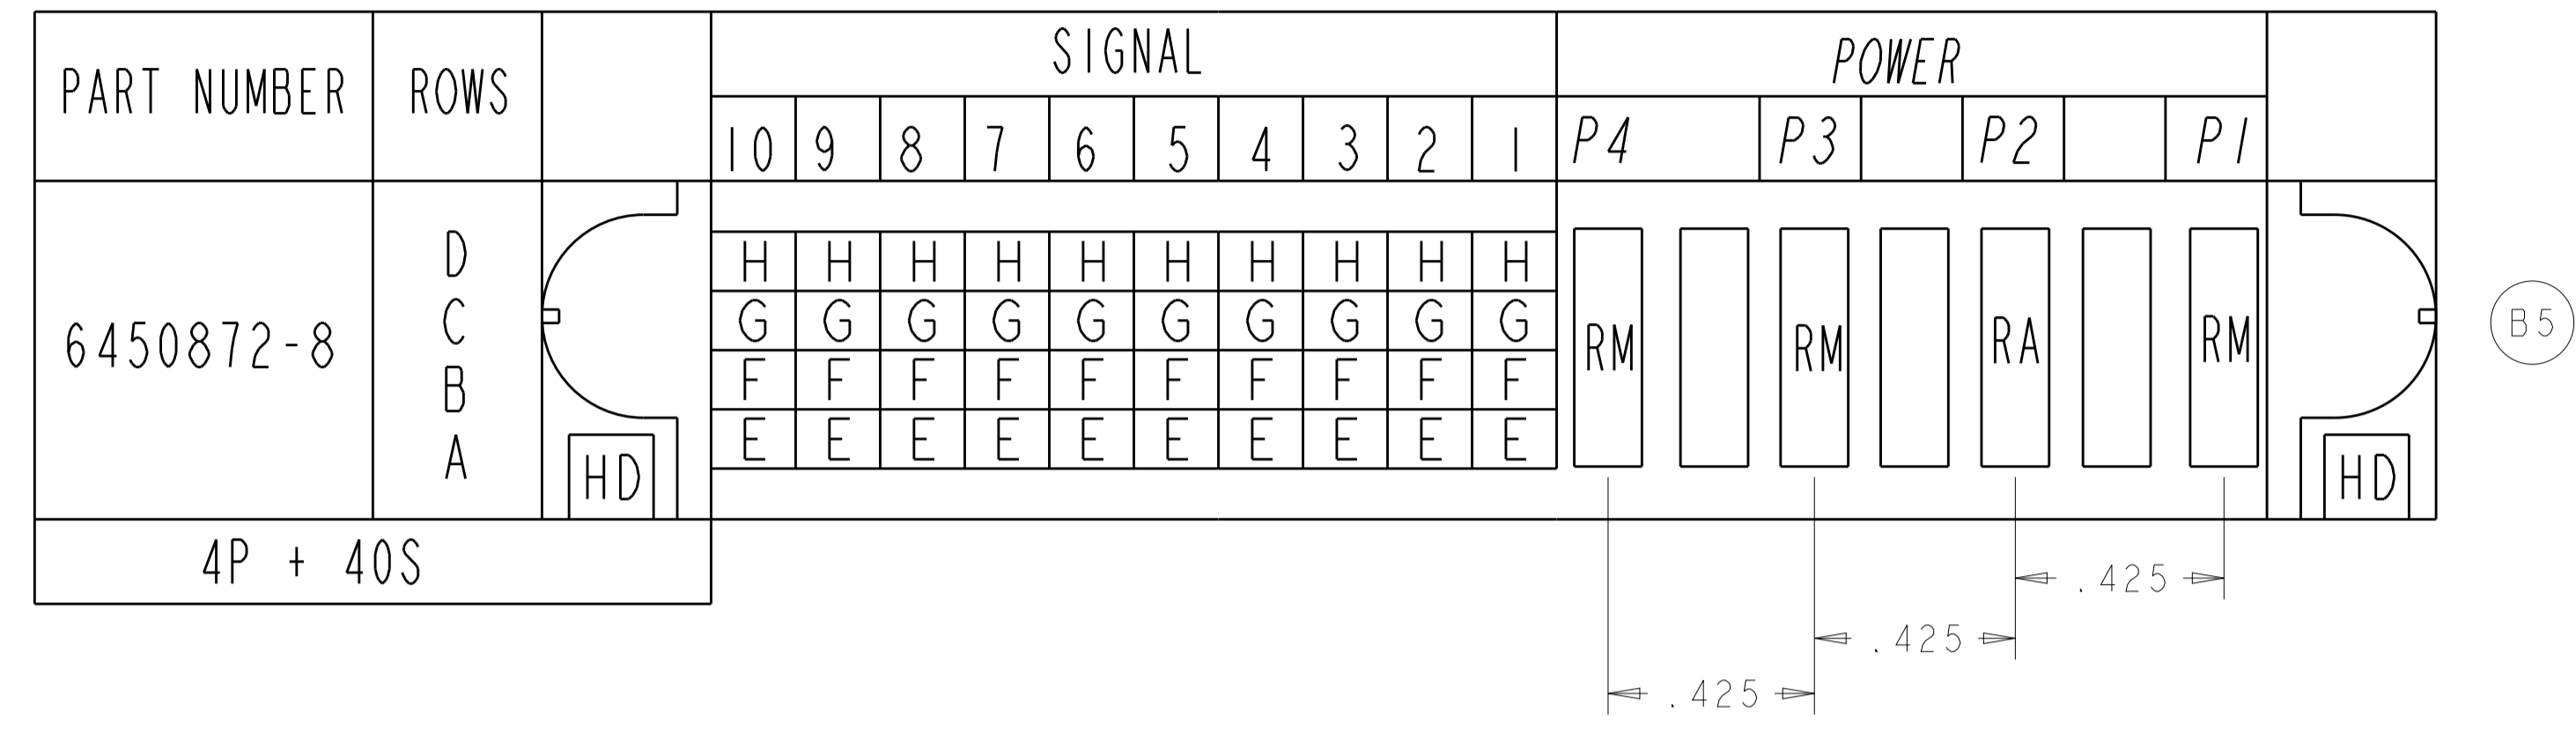 SIGNAL POWER
PART NUMBER ROWS
10 9 8 7 6 5 4 3 2 1 P4 P3 P2 P1
D H H H H H H H H H H
C G G G G G G G G G G
6450872-8 RM RM RA RM B5
B F F F F F F F F F F
A E E E E E E E E E E
HD HD
4P + 40S
.425
.425
.425